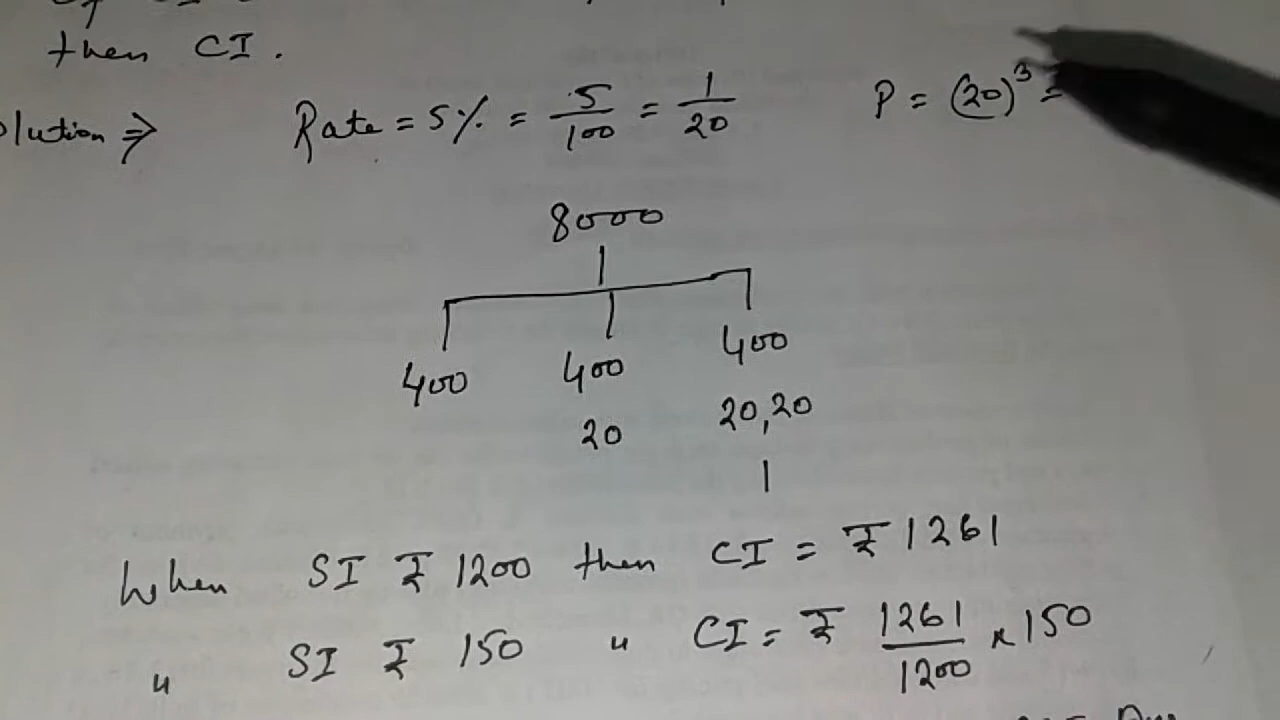 then CI.
olution ⇒ Rate = 5% = 5/100 = 1/20 P = (20)³ =
8000
400 400 400
20 20,20
1
When SI ₹ 1200 then CI = ₹ 1261
" SI ₹ 150 " CI = ₹ 1261/1200 × 150